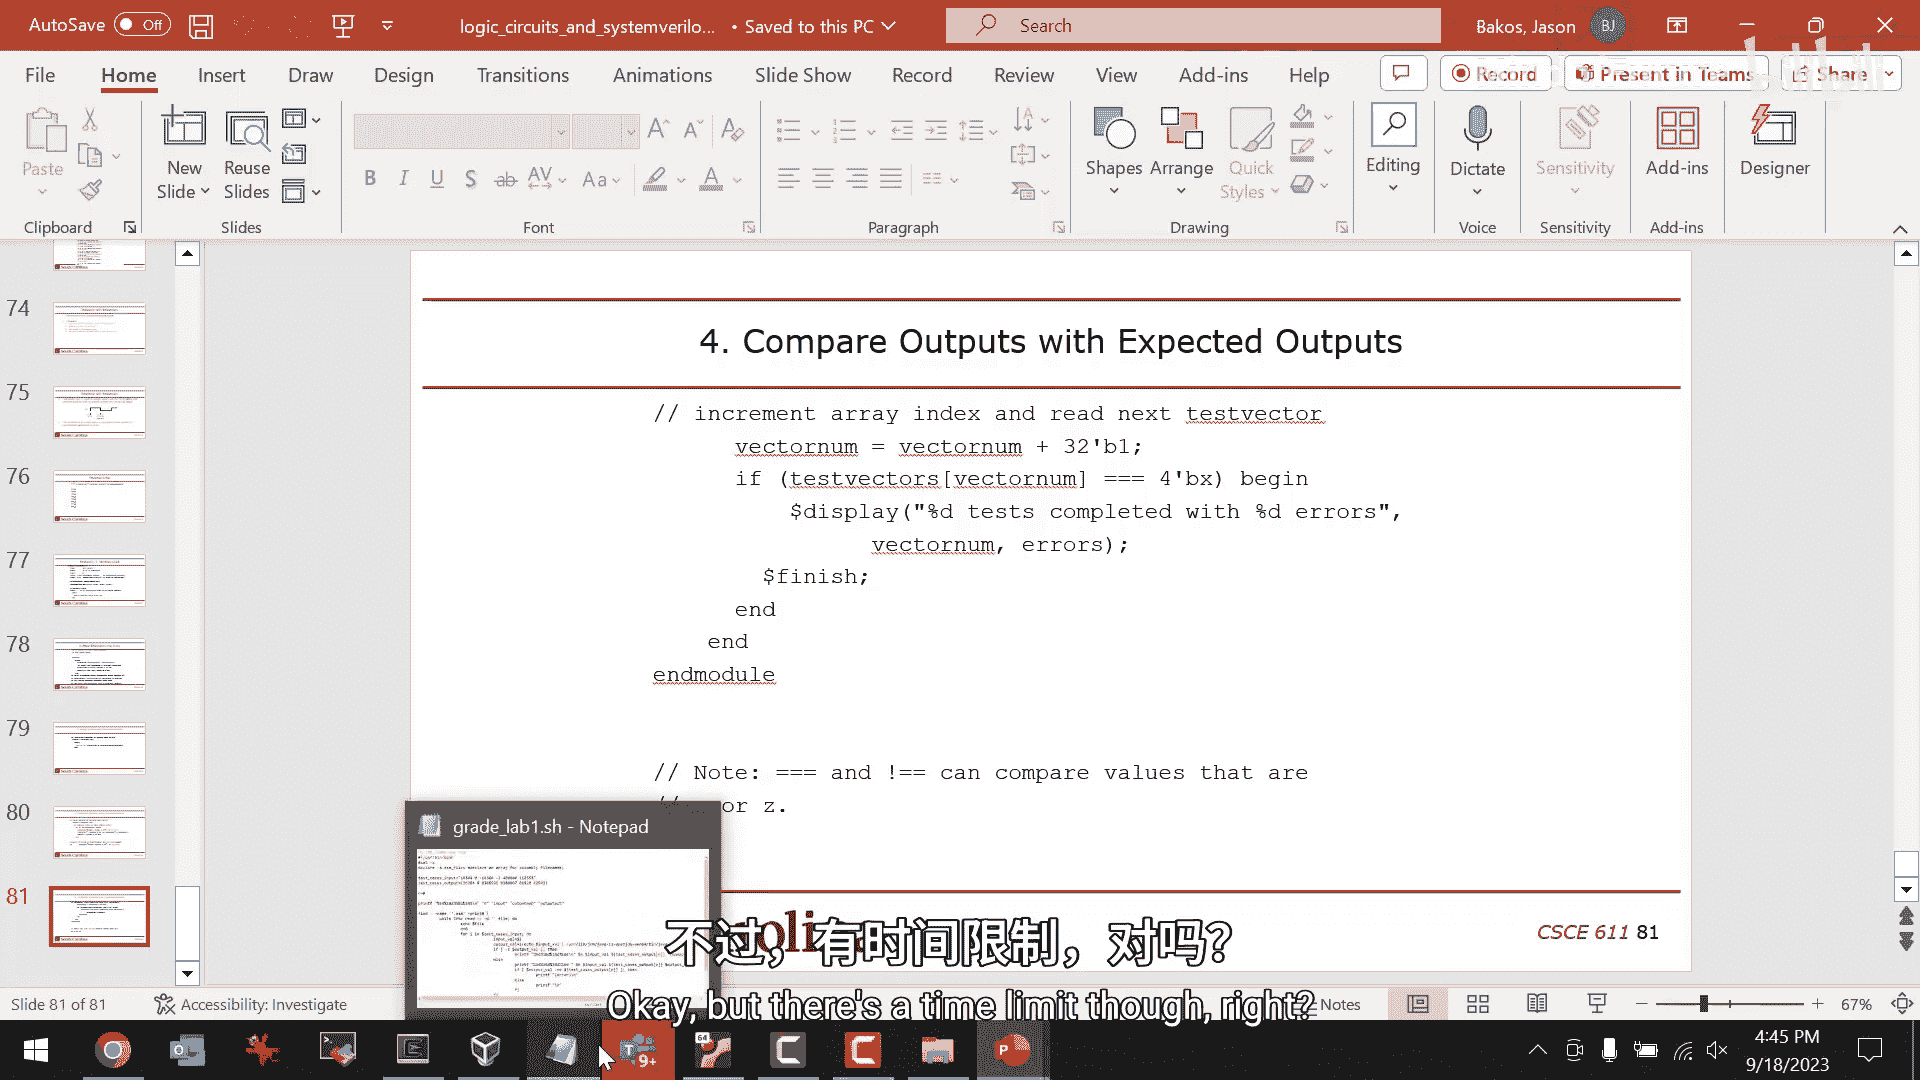 AutoSave Off
logic_circuits_and_systemverilo... • Saved to this PC
Search
Bakos, Jason BJ
File Home Insert Draw Design Transitions Animations Slide Show Record Review View Add-ins Help
Record
Present in Teams
Share
Paste
New Slide
Reuse Slides
B I U S ab AV Aa A
Shapes
Arrange
Quick Styles
Editing
Dictate
Sensitivity
Add-ins
Designer
Clipboard
Slides
Font
Paragraph
Drawing
Voice
Sensitivity
Add-ins
74
75
76
77
78
79
80
81
4. Compare Outputs with Expected Outputs
// increment array index and read next testvector
vectornum = vectornum + 32'b1;
if (testvectors[vectornum] === 4'bx) begin
$display("%d tests completed with %d errors",
vectornum, errors);
$finish;
end
end
endmodule
// Note: === and !== can compare values that are
or z.
grade_lab1.sh - Notepad
CSCE 611 81
不过，有时间限制，对吗？
Okay, but there's a time limit though, right?
Slide 81 of 81
Accessibility: Investigate
Notes
67%
4:45 PM
9/18/2023